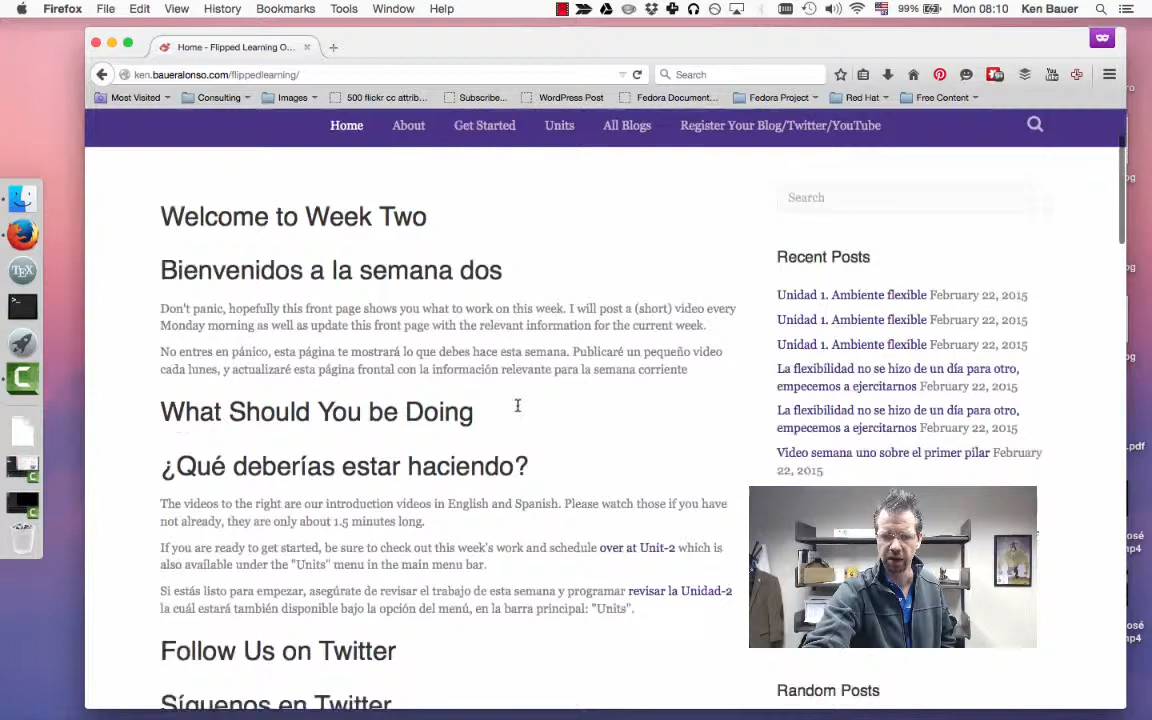 Firefox File Edit View History Bookmarks Tools Window Help 99% Mon 08:10 Ken Bauer
Home - Flipped Learning O...
ken.baueralonso.com/flippedlearning/ Search
Most Visited Consulting Images 500 flickr cc attrib... Subscribe... WordPress Post Fedora Document... Fedora Project Red Hat Free Content
Home About Get Started Units All Blogs Register Your Blog/Twitter/YouTube
Search
Welcome to Week Two
Bienvenidos a la semana dos
Don't panic, hopefully this front page shows you what to work on this week. I will post a (short) video every
Monday morning as well as update this front page with the relevant information for the current week.
No entres en pánico, esta página te mostrará lo que debes hace esta semana. Publicaré un pequeño video
cada lunes, y actualizaré esta página frontal con la información relevante para la semana corriente
What Should You be Doing
¿Qué deberías estar haciendo?
The videos to the right are our introduction videos in English and Spanish. Please watch those if you have
not already, they are only about 1.5 minutes long.
If you are ready to get started, be sure to check out this week's work and schedule over at Unit-2 which is
also available under the "Units" menu in the main menu bar.
Si estás listo para empezar, asegúrate de revisar el trabajo de esta semana y programar revisar la Unidad-2
la cuál estará también disponible bajo la opción del menú, en la barra principal: "Units".
Follow Us on Twitter
Síguenos en Twitter
Recent Posts
Unidad 1. Ambiente flexible February 22, 2015
Unidad 1. Ambiente flexible February 22, 2015
Unidad 1. Ambiente flexible February 22, 2015
La flexibilidad no se hizo de un día para otro,
empecemos a ejercitarnos February 22, 2015
La flexibilidad no se hizo de un día para otro,
empecemos a ejercitarnos February 22, 2015
Video semana uno sobre el primer pilar February
22, 2015
Random Posts
TEX